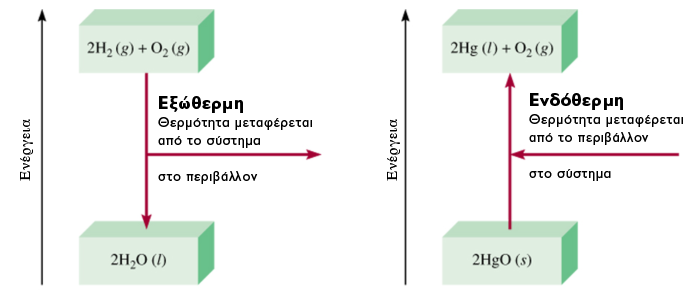 Ενέργεια
2H₂ (g) + O₂ (g)
Εξώθερμη
Θερμότητα μεταφέρεται
από το σύστημα
στο περιβάλλον
2H₂O (l)
Ενέργεια
2Hg (l) + O₂ (g)
Ενδόθερμη
Θερμότητα μεταφέρεται
από το περιβάλλον
στο σύστημα
2HgO (s)